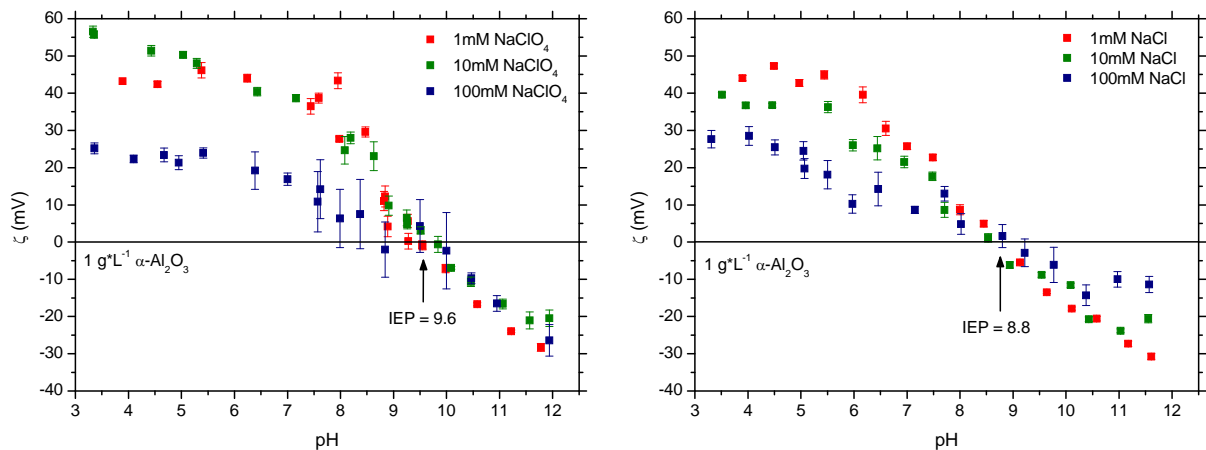 ζ (mV)
60
50
40
30
20
10
0
-10
-20
-30
-40
1mM NaClO₄
10mM NaClO₄
100mM NaClO₄
1 g*L⁻¹ α-Al₂O₃
IEP = 9.6
3 4 5 6 7 8 9 10 11 12
pH
ζ (mV)
60
50
40
30
20
10
0
-10
-20
-30
-40
1mM NaCl
10mM NaCl
100mM NaCl
1 g*L⁻¹ α-Al₂O₃
IEP = 8.8
3 4 5 6 7 8 9 10 11 12
pH